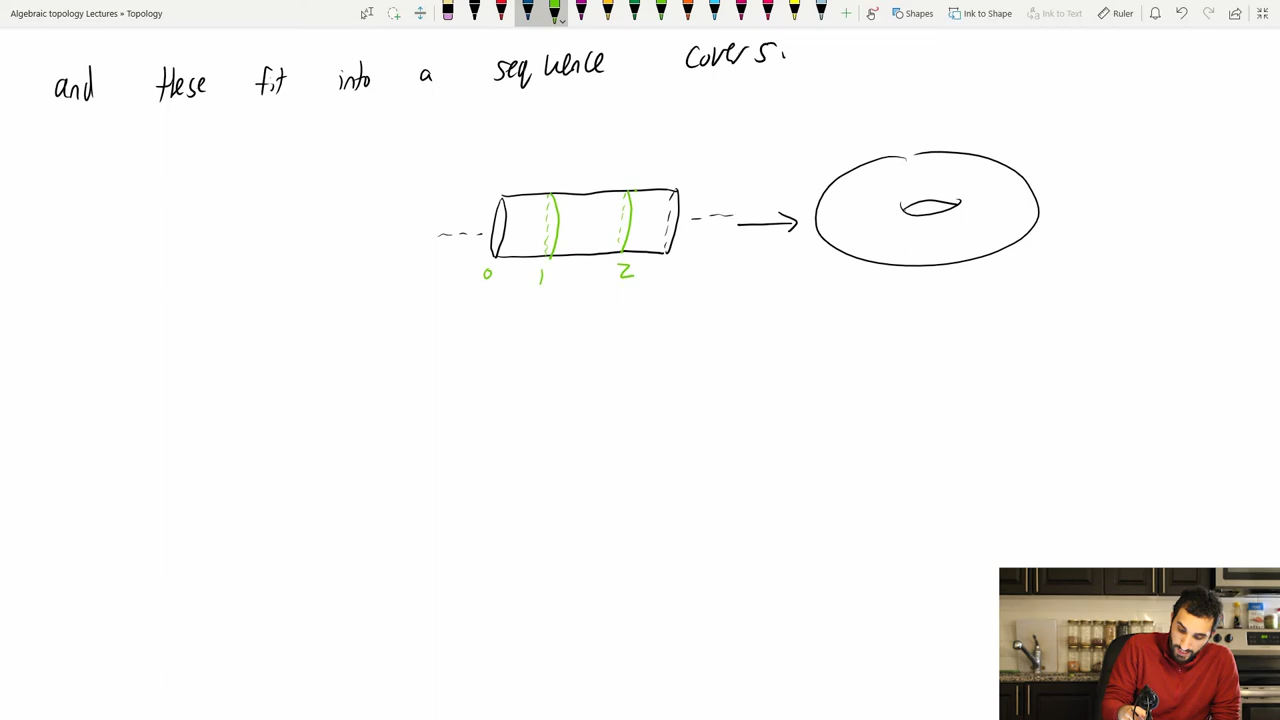 lebraic topology Lectures – Topology
Shapes
Ink to Shape
Ink to Text
Ruler
and these fit into a sequence covers.
0 1 2